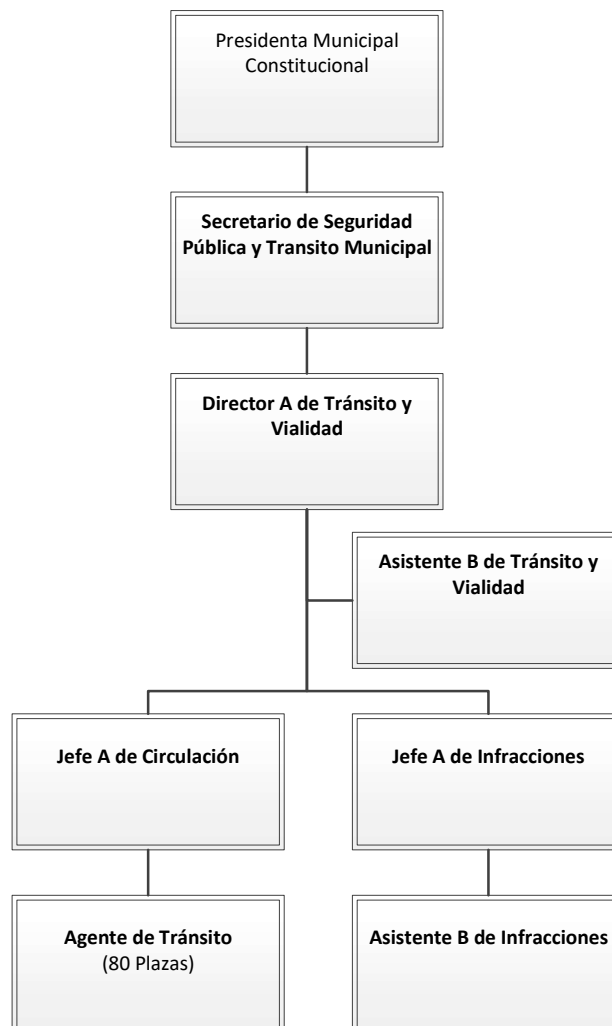 Presidenta Municipal
Constitucional
Secretario de Seguridad
Pública y Transito Municipal
Director A de Tránsito y
Vialidad
Asistente B de Tránsito y
Vialidad
Jefe A de Circulación
Jefe A de Infracciones
Agente de Tránsito
(80 Plazas)
Asistente B de Infracciones